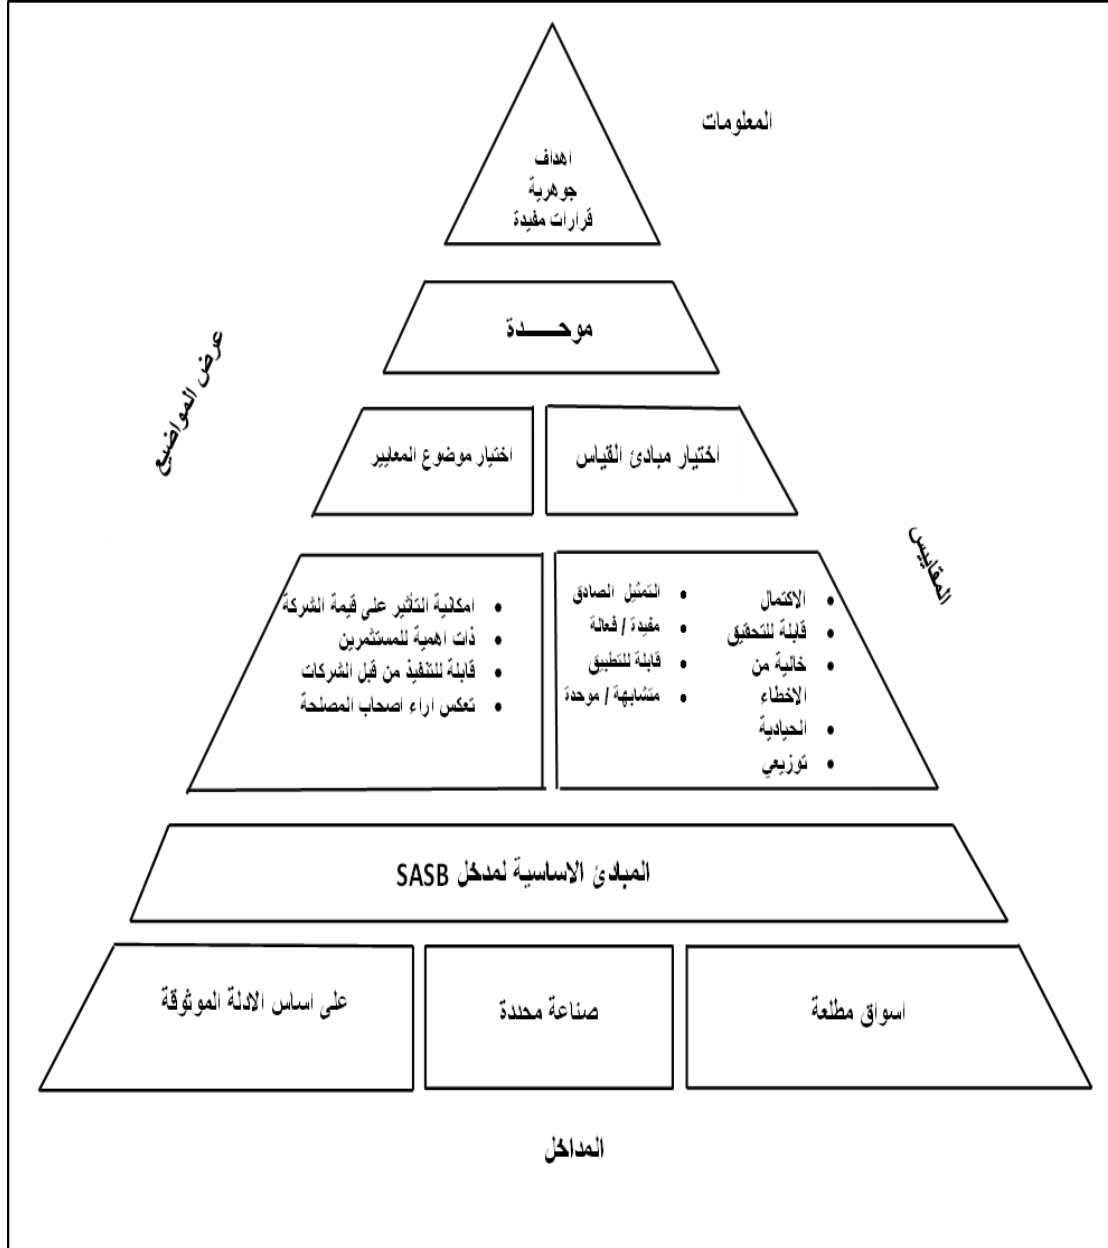 المعلومات
اهداف
جوهرية
قرارات مفيدة
موحـــــدة
عرض المواضيع
اختيار مبادئ القياس
اختيار موضوع المعايير
المقاييس
• الاكتمال
• قابلة للتحقيق
• خالية من
الاخطاء
• الحيادية
• توزيعي
• التمثيل الصادق
• مفيدة / فعالة
• قابلة للتطبيق
• متشابهة / موحدة
• امكانية التأثير على قيمة الشركة
• ذات اهمية للمستثمرين
• قابلة للتنفيذ من قبل الشركات
• تعكس اراء اصحاب المصلحة
المبادئ الاساسية لمدخل SASB
اسواق مطلعة
صناعة محددة
على اساس الادلة الموثوقة
المداخل